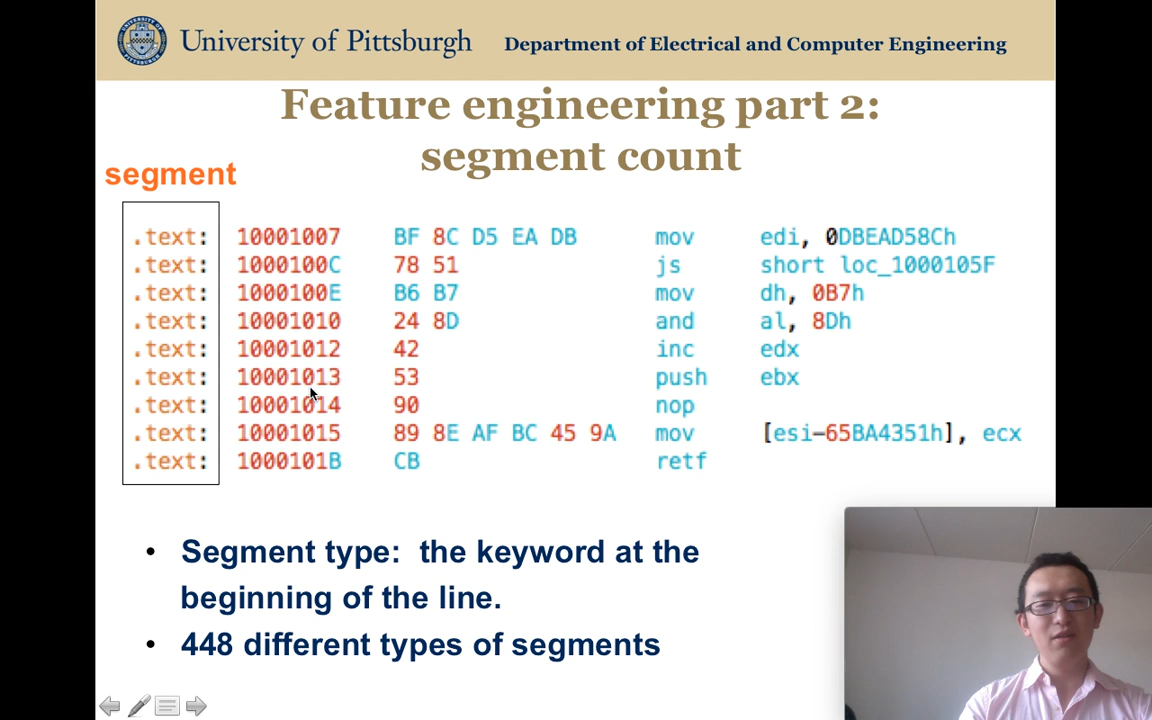 University of Pittsburgh Department of Electrical and Computer Engineering
Feature engineering part 2:
segment count
segment
.text: 10001007 BF 8C D5 EA DB mov edi, 0DBEAD58Ch
.text: 1000100C 78 51 js short loc_1000105F
.text: 1000100E B6 B7 mov dh, 0B7h
.text: 10001010 24 8D and al, 8Dh
.text: 10001012 42 inc edx
.text: 10001013 53 push ebx
.text: 10001014 90 nop
.text: 10001015 89 8E AF BC 45 9A mov [esi-65BA4351h], ecx
.text: 1000101B CB retf
• Segment type: the keyword at the
beginning of the line.
• 448 different types of segments